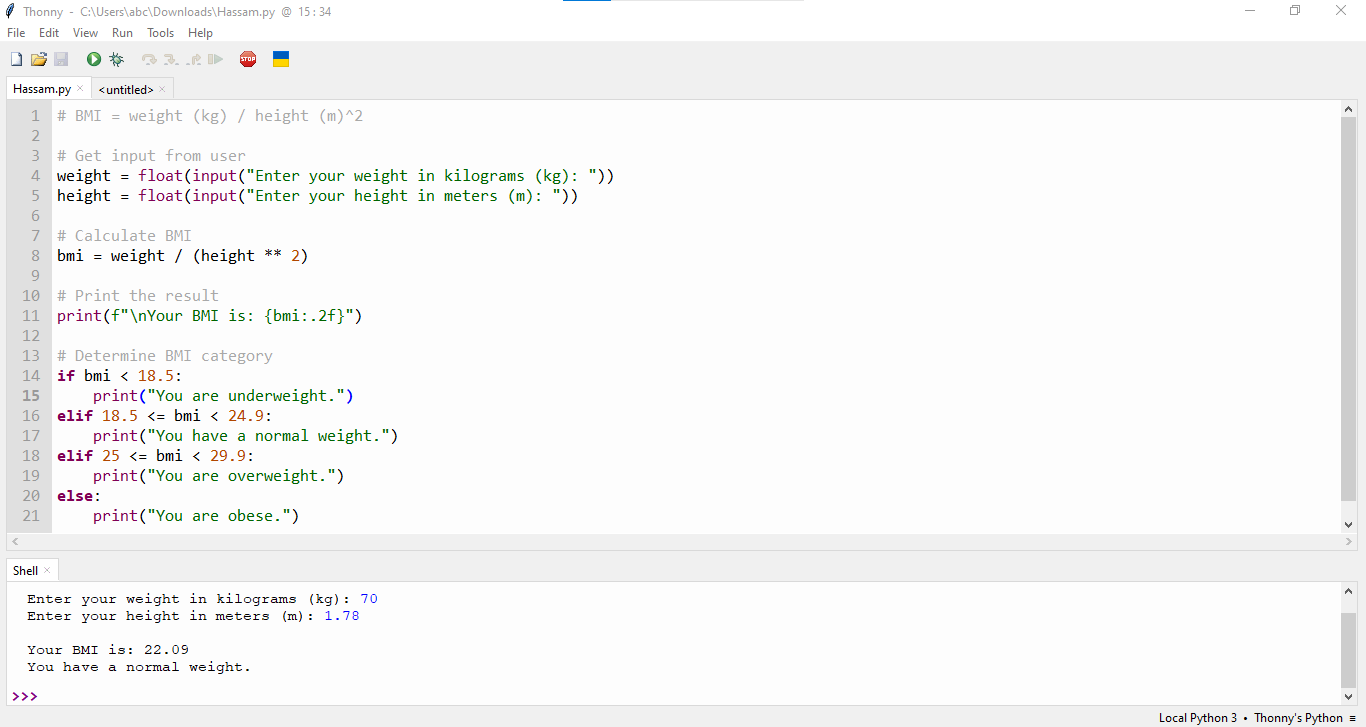 Thonny - C:\Users\abc\Downloads\Hassam.py @ 15:34
File Edit View Run Tools Help
STOP
Hassam.py × <untitled> ×
1 # BMI = weight (kg) / height (m)^2
2
3 # Get input from user
4 weight = float(input("Enter your weight in kilograms (kg): "))
5 height = float(input("Enter your height in meters (m): "))
6
7 # Calculate BMI
8 bmi = weight / (height ** 2)
9
10 # Print the result
11 print(f"\nYour BMI is: {bmi:.2f}")
12
13 # Determine BMI category
14 if bmi < 18.5:
15     print("You are underweight.")
16 elif 18.5 <= bmi < 24.9:
17     print("You have a normal weight.")
18 elif 25 <= bmi < 29.9:
19     print("You are overweight.")
20 else:
21     print("You are obese.")
Shell ×
Enter your weight in kilograms (kg): 70
Enter your height in meters (m): 1.78
Your BMI is: 22.09
You have a normal weight.
>>>
Local Python 3 • Thonny's Python ≡